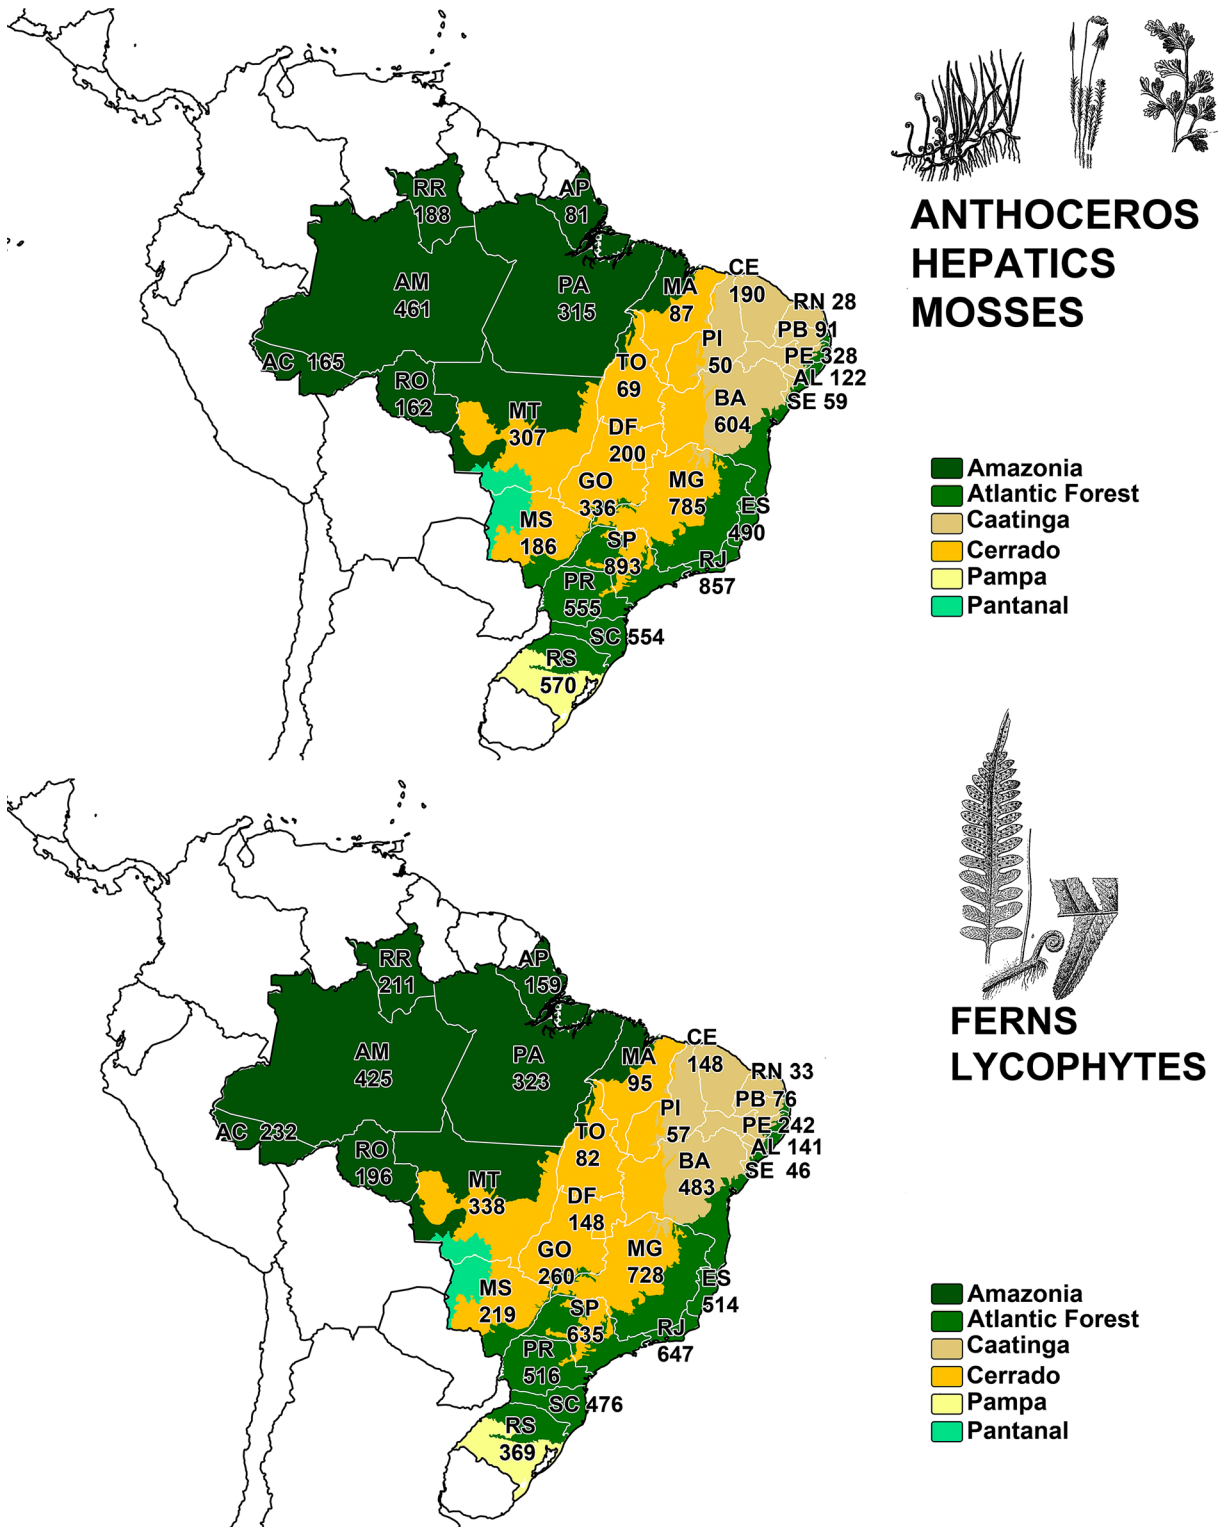 ANTHOCEROS
HEPATICS
MOSSES
RR
188
AP
81
AM
461
PA
315
MA
87
CE
190
RN 28
PB 91
PE 328
AL 122
SE 59
PI
50
AC 165
RO
162
TO
69
BA
604
MT
307
DF
200
GO
336
MG
785
ES
490
MS
186
SP
893
RJ
857
PR
555
SC 554
RS
570
Amazonia
Atlantic Forest
Caatinga
Cerrado
Pampa
Pantanal
FERNS
LYCOPHYTES
RR
211
AP
159
AM
425
PA
323
MA
95
CE
148
RN 33
PB 76
PE 242
AL 141
SE 46
PI
57
AC 232
RO
196
TO
82
BA
483
MT
338
DF
148
GO
260
MG
728
ES
514
MS
219
SP
635
RJ
647
PR
516
SC 476
RS
369
Amazonia
Atlantic Forest
Caatinga
Cerrado
Pampa
Pantanal